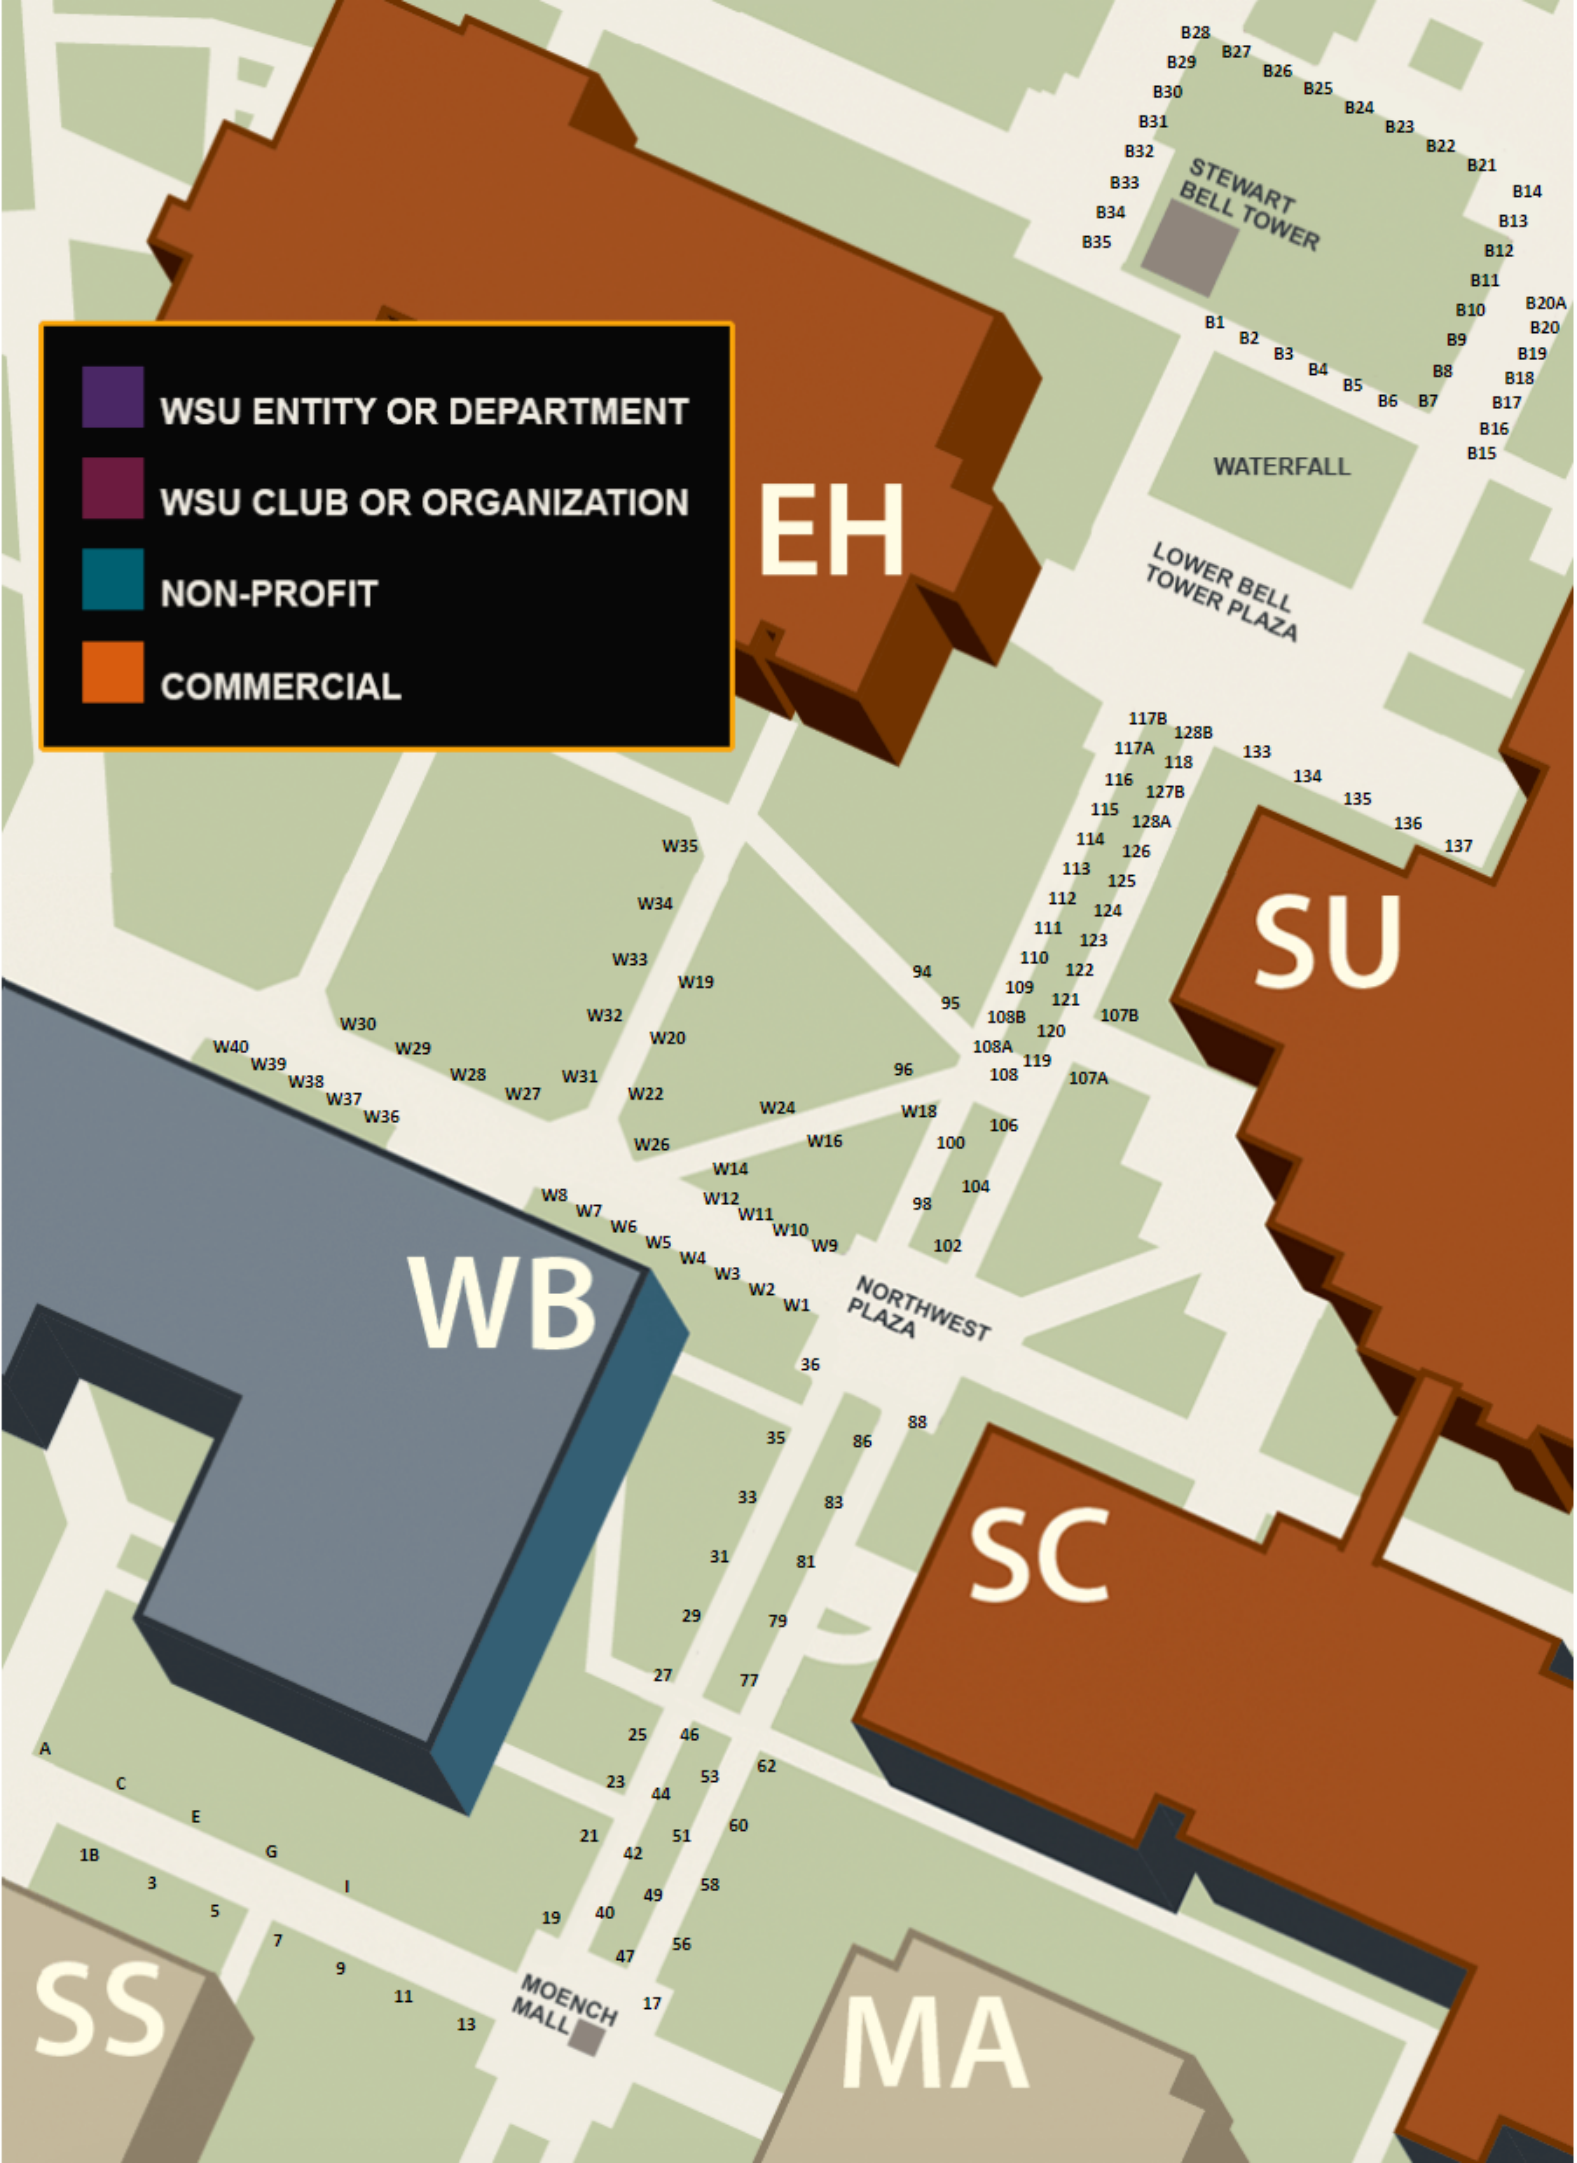 B28
B27
B29
B26
B25
B30
B24
B31
B23
B22
B32
B21
STEWART
BELL TOWER
B33
B14
B34
B13
B35
B12
B11
B20A
B10
B1
B20
B2
B9
B3
B19
B4
B8
B18
B5
B6
B7
B17
B16
B15
WSU ENTITY OR DEPARTMENT
WSU CLUB OR ORGANIZATION
NON-PROFIT
COMMERCIAL
WATERFALL
EH
LOWER BELL
TOWER PLAZA
117B
128B
117A
133
118
134
116
127B
135
115
128A
136
114
126
137
W35
113
125
112
W34
124
111
123
SU
W33
110
122
94
W19
109
121
95
W32
108B
107B
W30
120
W20
W40
W29
108A
W39
119
96
W28
W31
108
107A
W38
W27
W22
W37
W24
W18
W36
106
W26
W16
100
W14
104
W8
W12
98
W7
W11
W6
W10
W5
W9
102
W4
W3
W2
W1
WB
NORTHWEST
PLAZA
36
88
35
86
33
83
31
81
SC
29
79
27
77
25
46
A
62
53
C
23
44
E
60
21
51
G
42
1B
3
I
58
49
5
19
40
7
56
47
9
11
17
13
MOENCH
MALL
SS
MA